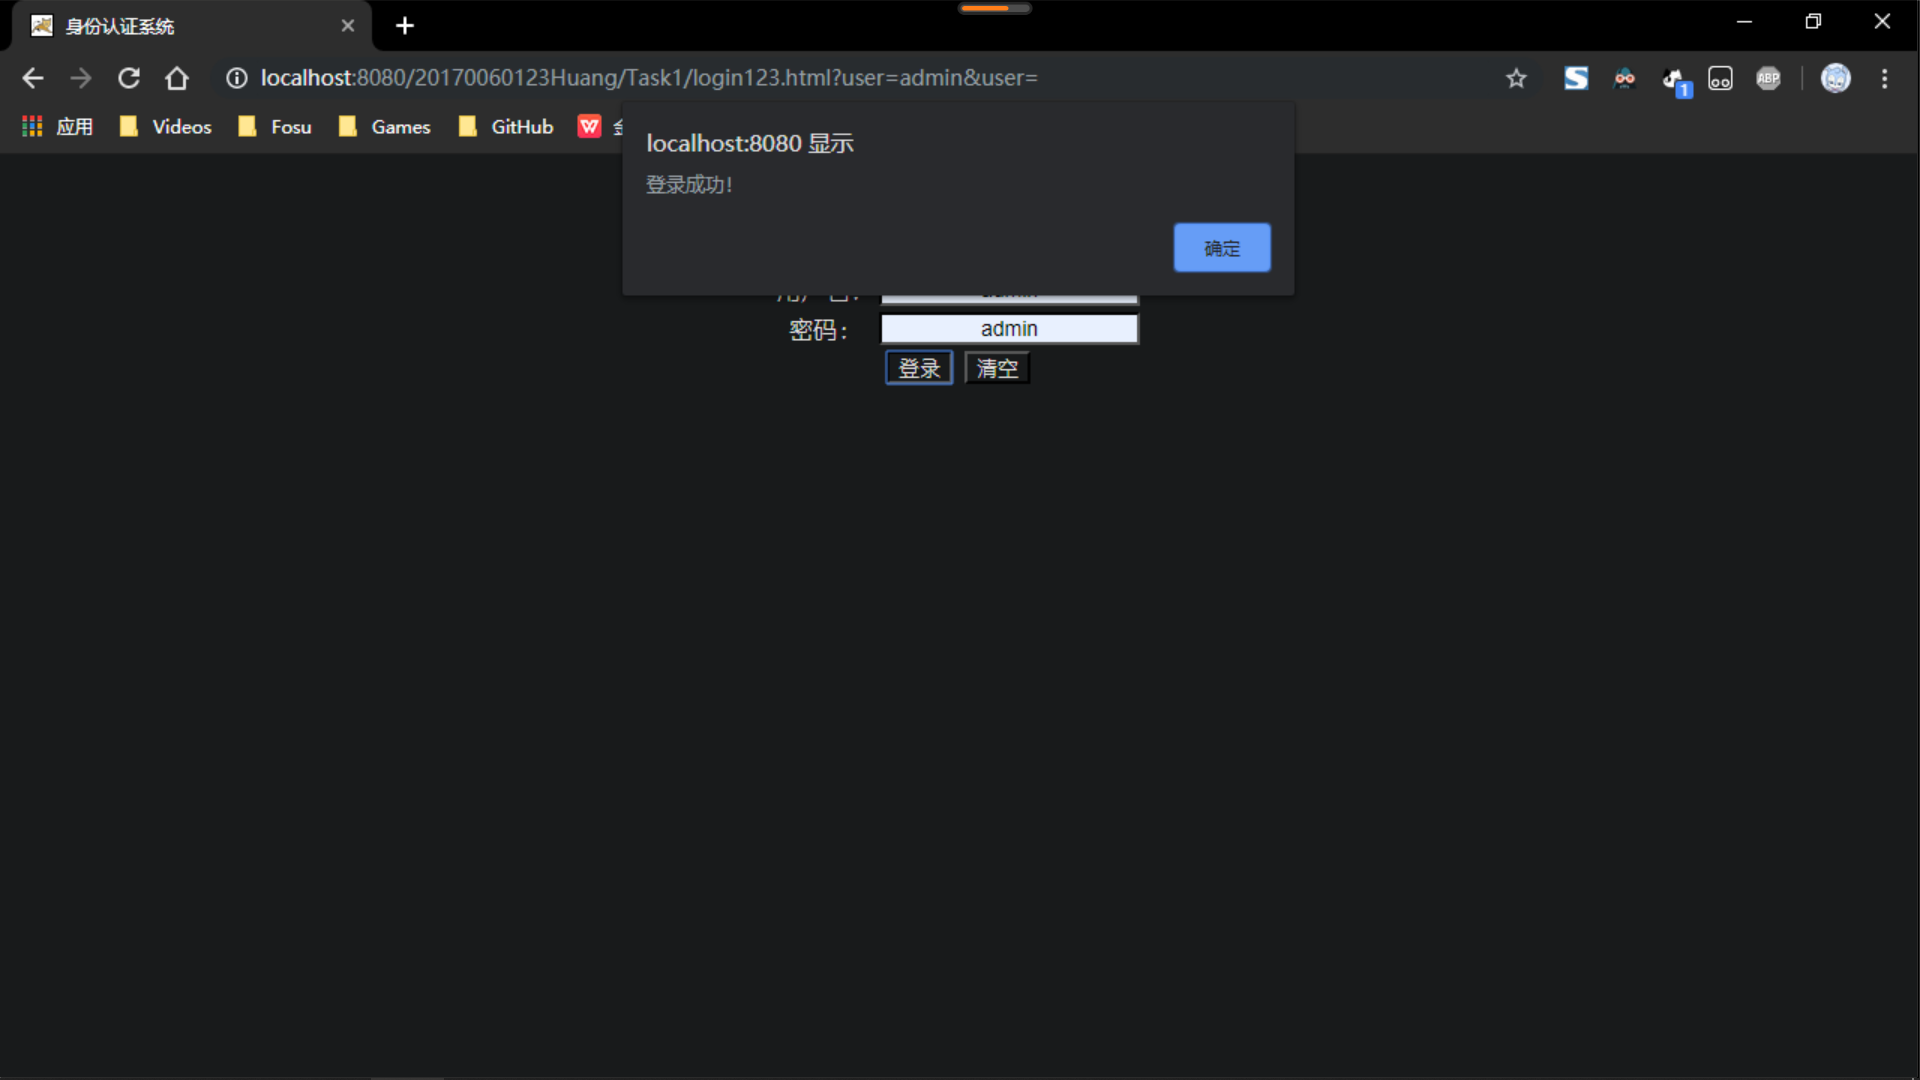 身份认证系统
localhost:8080/20170060123Huang/Task1/login123.html?user=admin&user=
1
ABP
应用 Videos Fosu Games GitHub
localhost:8080 显示
登录成功!
确定
密码: admin
登录 清空